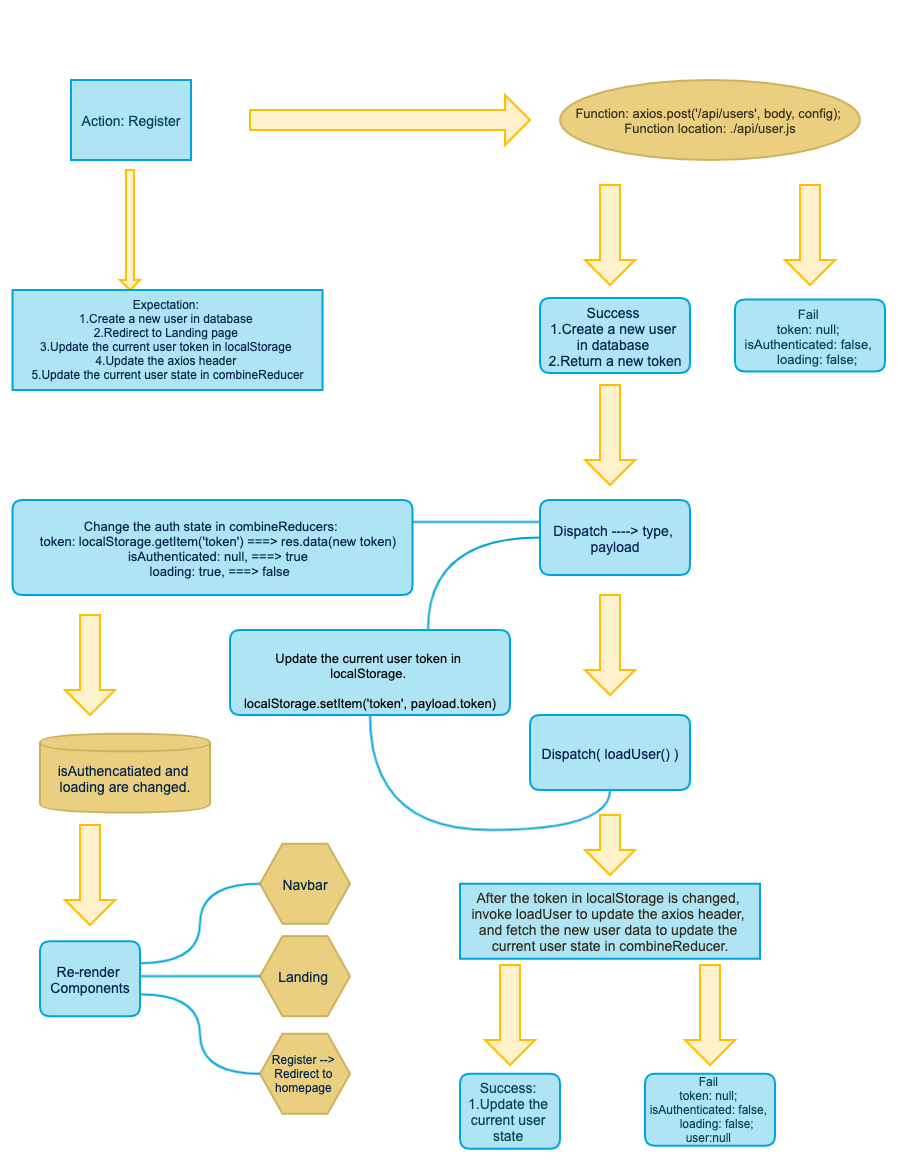 Action: Register
Function: axios.post('/api/users', body, config);
Function location: ./api/user.js
Expectation:
1.Create a new user in database
2.Redirect to Landing page
3.Update the current user token in localStorage
4.Update the axios header
5.Update the current user state in combineReducer
Success
1.Create a new user
in database
2.Return a new token
Fail
token: null;
isAuthenticated: false,
loading: false;
Change the auth state in combineReducers:
token: localStorage.getItem('token') ===> res.data(new token)
isAuthenticated: null, ===> true
loading: true, ===> false
Dispatch ----> type,
payload
Update the current user token in
localStorage.
localStorage.setItem('token', payload.token)
Dispatch( loadUser() )
isAuthencatiated and
loading are changed.
After the token in localStorage is changed,
invoke loadUser to update the axios header,
and fetch the new user data to update the
current user state in combineReducer.
Re-render
Components
Navbar
Landing
Register -->
Redirect to
homepage
Success:
1.Update the
current user
state
Fail
token: null;
isAuthenticated: false,
loading: false;
user:null